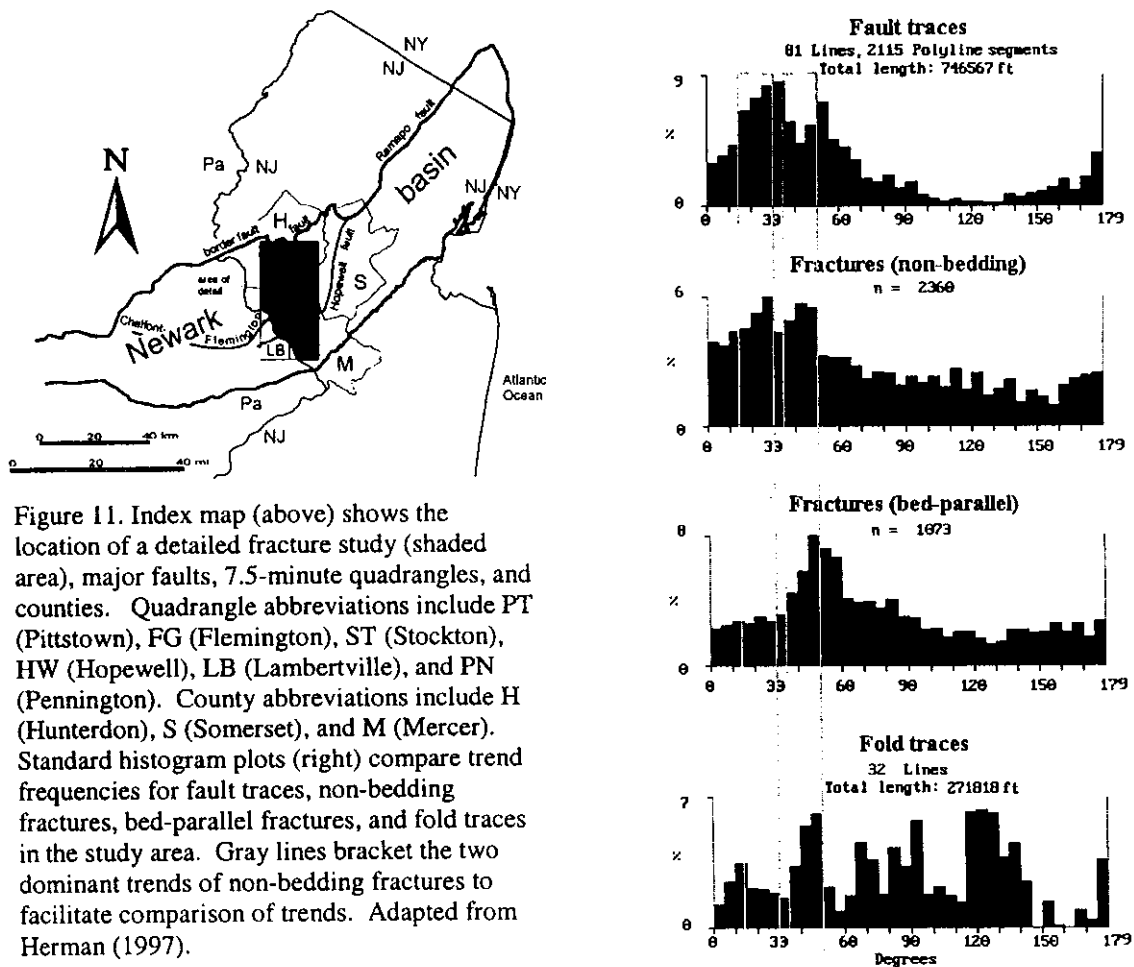 NY
NJ
Pa
NJ
N
Ramapo fault
basin
NJ
NY
H
border fault
fault
Hopewell fault
area of
detail
S
Chalfont-
Newark
Flemington
LB
M
Pa
NJ
Atlantic
Ocean
0 20 40 km
0 20 40 mi
Figure 11. Index map (above) shows the
location of a detailed fracture study (shaded
area), major faults, 7.5-minute quadrangles, and
counties. Quadrangle abbreviations include PT
(Pittstown), FG (Flemington), ST (Stockton),
HW (Hopewell), LB (Lambertville), and PN
(Pennington). County abbreviations include H
(Hunterdon), S (Somerset), and M (Mercer).
Standard histogram plots (right) compare trend
frequencies for fault traces, non-bedding
fractures, bed-parallel fractures, and fold traces
in the study area. Gray lines bracket the two
dominant trends of non-bedding fractures to
facilitate comparison of trends. Adapted from
Herman (1997).
Fault traces
81 Lines, 2115 Polyline segments
Total length: 746567 ft
9
%
0
0 30 60 90 120 150 179
Fractures (non-bedding)
n = 2360
6
%
0
0 30 60 90 120 150 179
Fractures (bed-parallel)
n = 1073
8
%
0
0 30 60 90 120 150 179
Fold traces
32 Lines
Total length: 271818 ft
7
%
0
0 30 60 90 120 150 179
Degrees